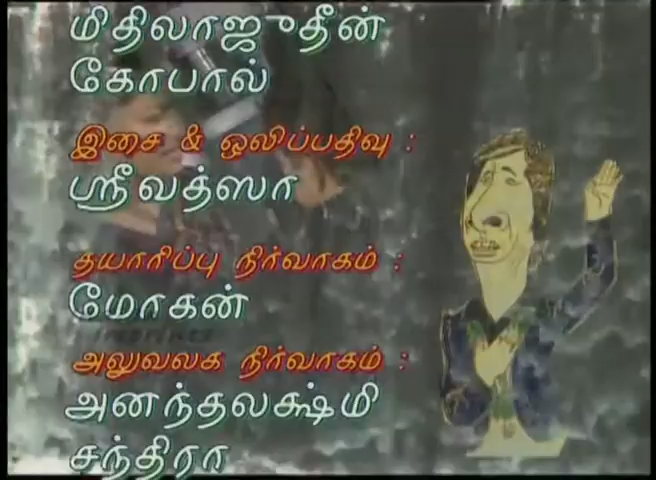 மிதிலாஜுதீன்
கோபால்
இசை & ஒலிப்பதிவு :
ஸ்ரீவத்ஸா
தயாரிப்பு நிர்வாகம் :
மோகன்
அலுவலக நிர்வாகம் :
அனந்தலக்ஷ்மி
சந்திரா